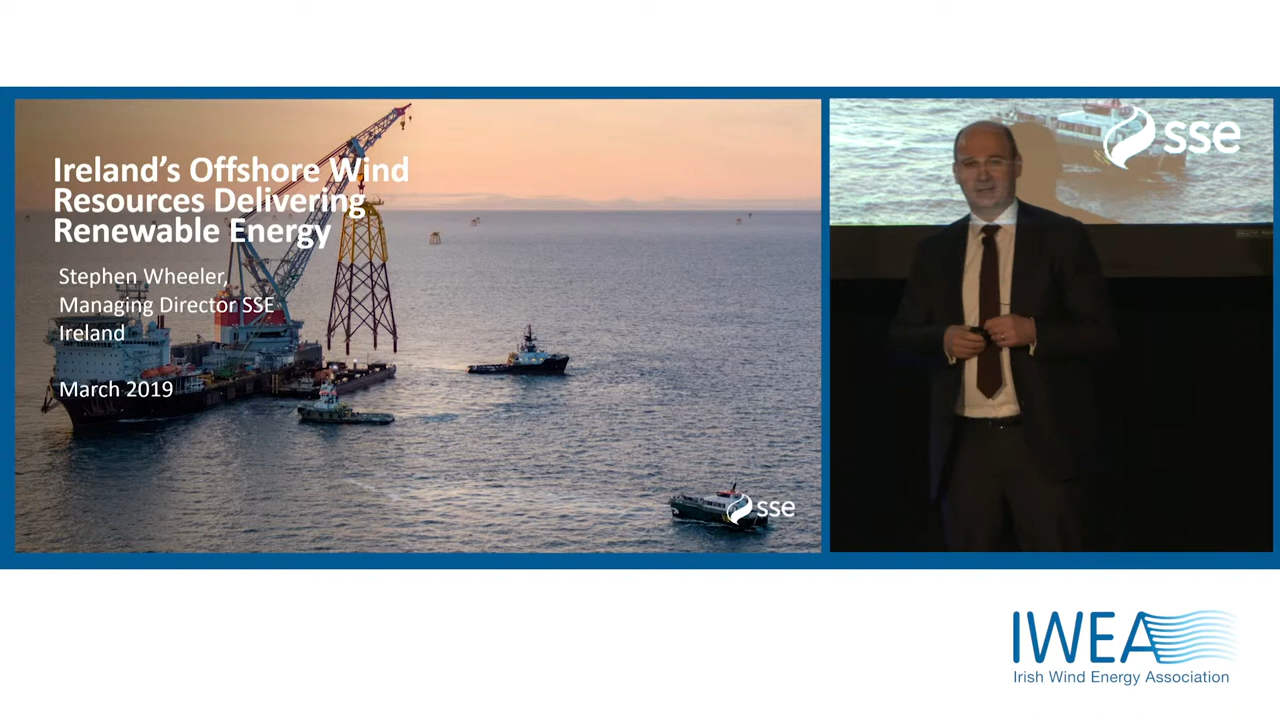 Ireland's Offshore Wind
Resources Delivering
Renewable Energy
Stephen Wheeler,
Managing Director SSE
Ireland
March 2019
sse
sse
IWEA
Irish Wind Energy Association